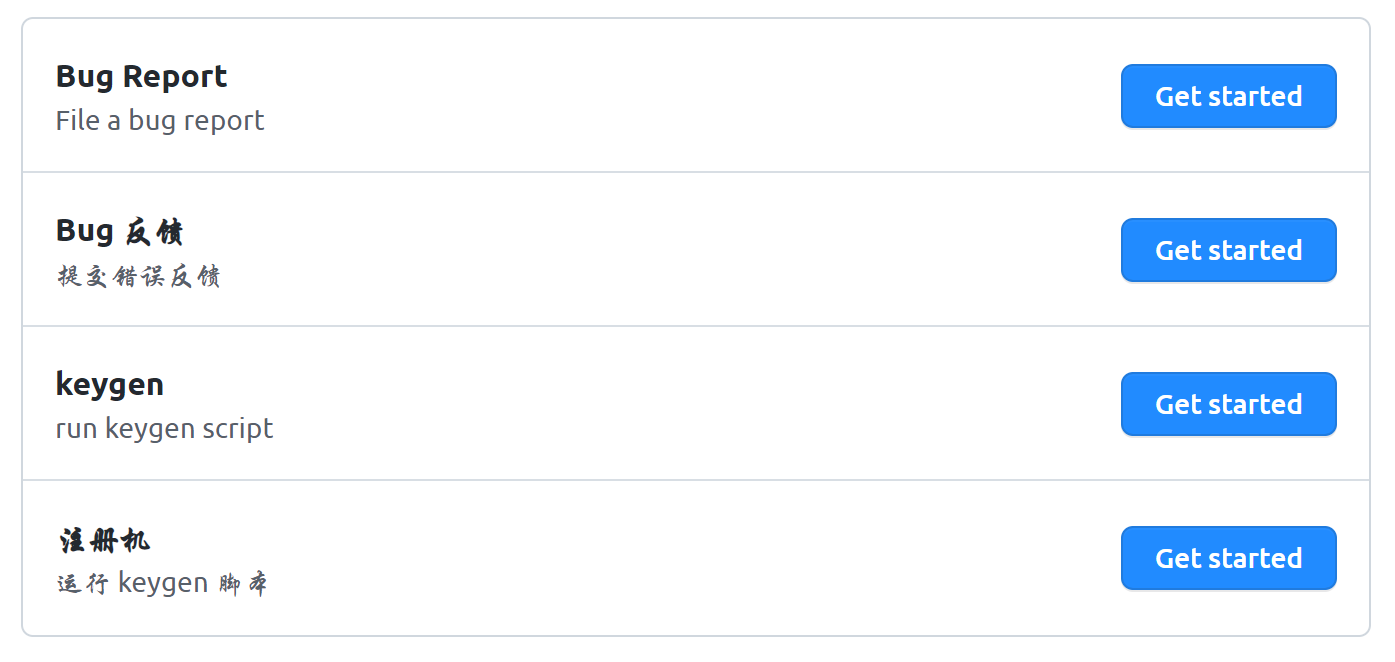 Bug Report
File a bug report
Get started
Bug 反馈
提交错误反馈
Get started
keygen
run keygen script
Get started
注册机
运行 keygen 脚本
Get started